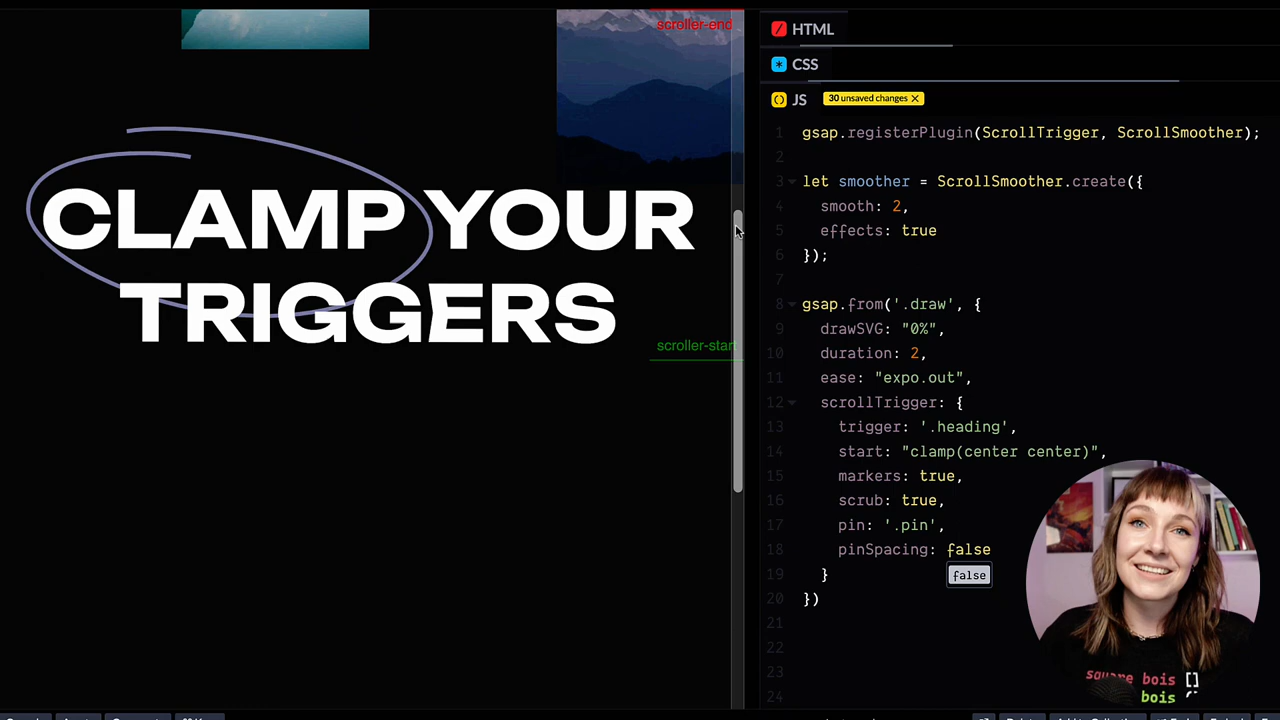 scroller-end
CLAMP YOUR
TRIGGERS
scroller-start
HTML
CSS
JS
30 unsaved changes
1 gsap.registerPlugin(ScrollTrigger, ScrollSmoother);
2
3 let smoother = ScrollSmoother.create({
4 smooth: 2,
5 effects: true
6 });
7
8 gsap.from('.draw', {
9 drawSVG: "0%",
10 duration: 2,
11 ease: "expo.out",
12 scrollTrigger: {
13 trigger: '.heading',
14 start: "clamp(center center)",
15 markers: true,
16 scrub: true,
17 pin: '.pin',
18 pinSpacing: false
19 }
false
20 })
21
22
23
24
square bois []
bois